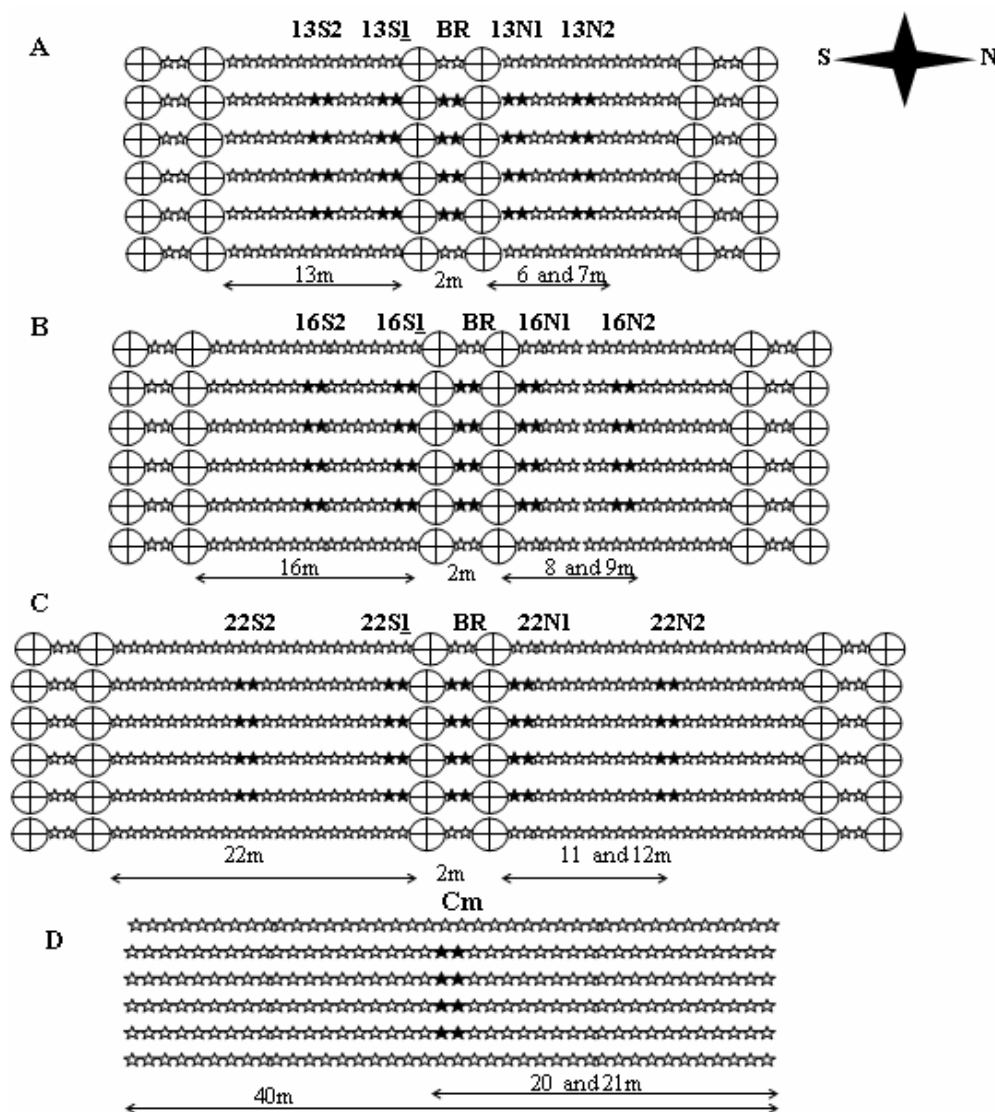 A 13S2 13S1 BR 13N1 13N2
S N
13m 2m 6 and 7m
B 16S2 16S1 BR 16N1 16N2
16m 2m 8 and 9m
C 22S2 22S1 BR 22N1 22N2
22m 2m 11 and 12m
Cm
D
20 and 21m
40m